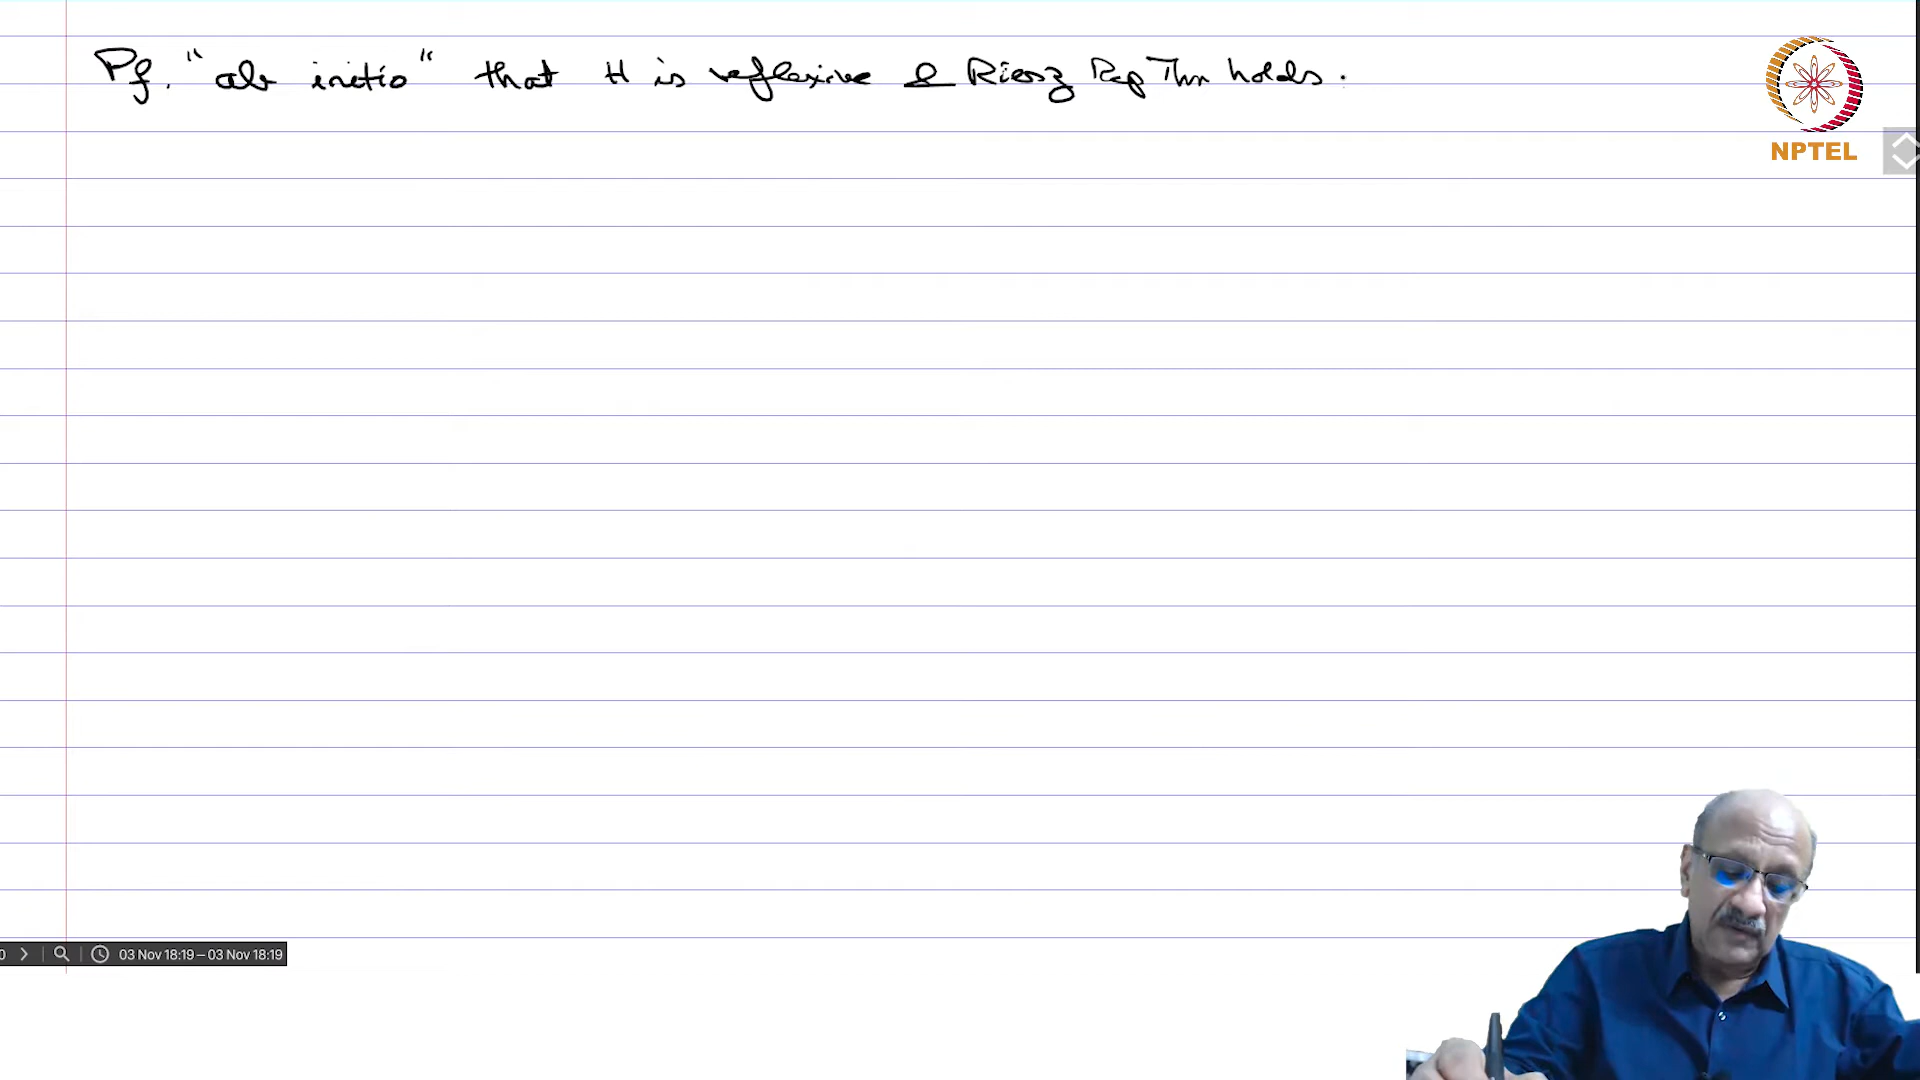 Pf. "ab initio" that H is reflexive & Riesz Rep Thm holds.
NPTEL
0 03 Nov 18:19 – 03 Nov 18:19